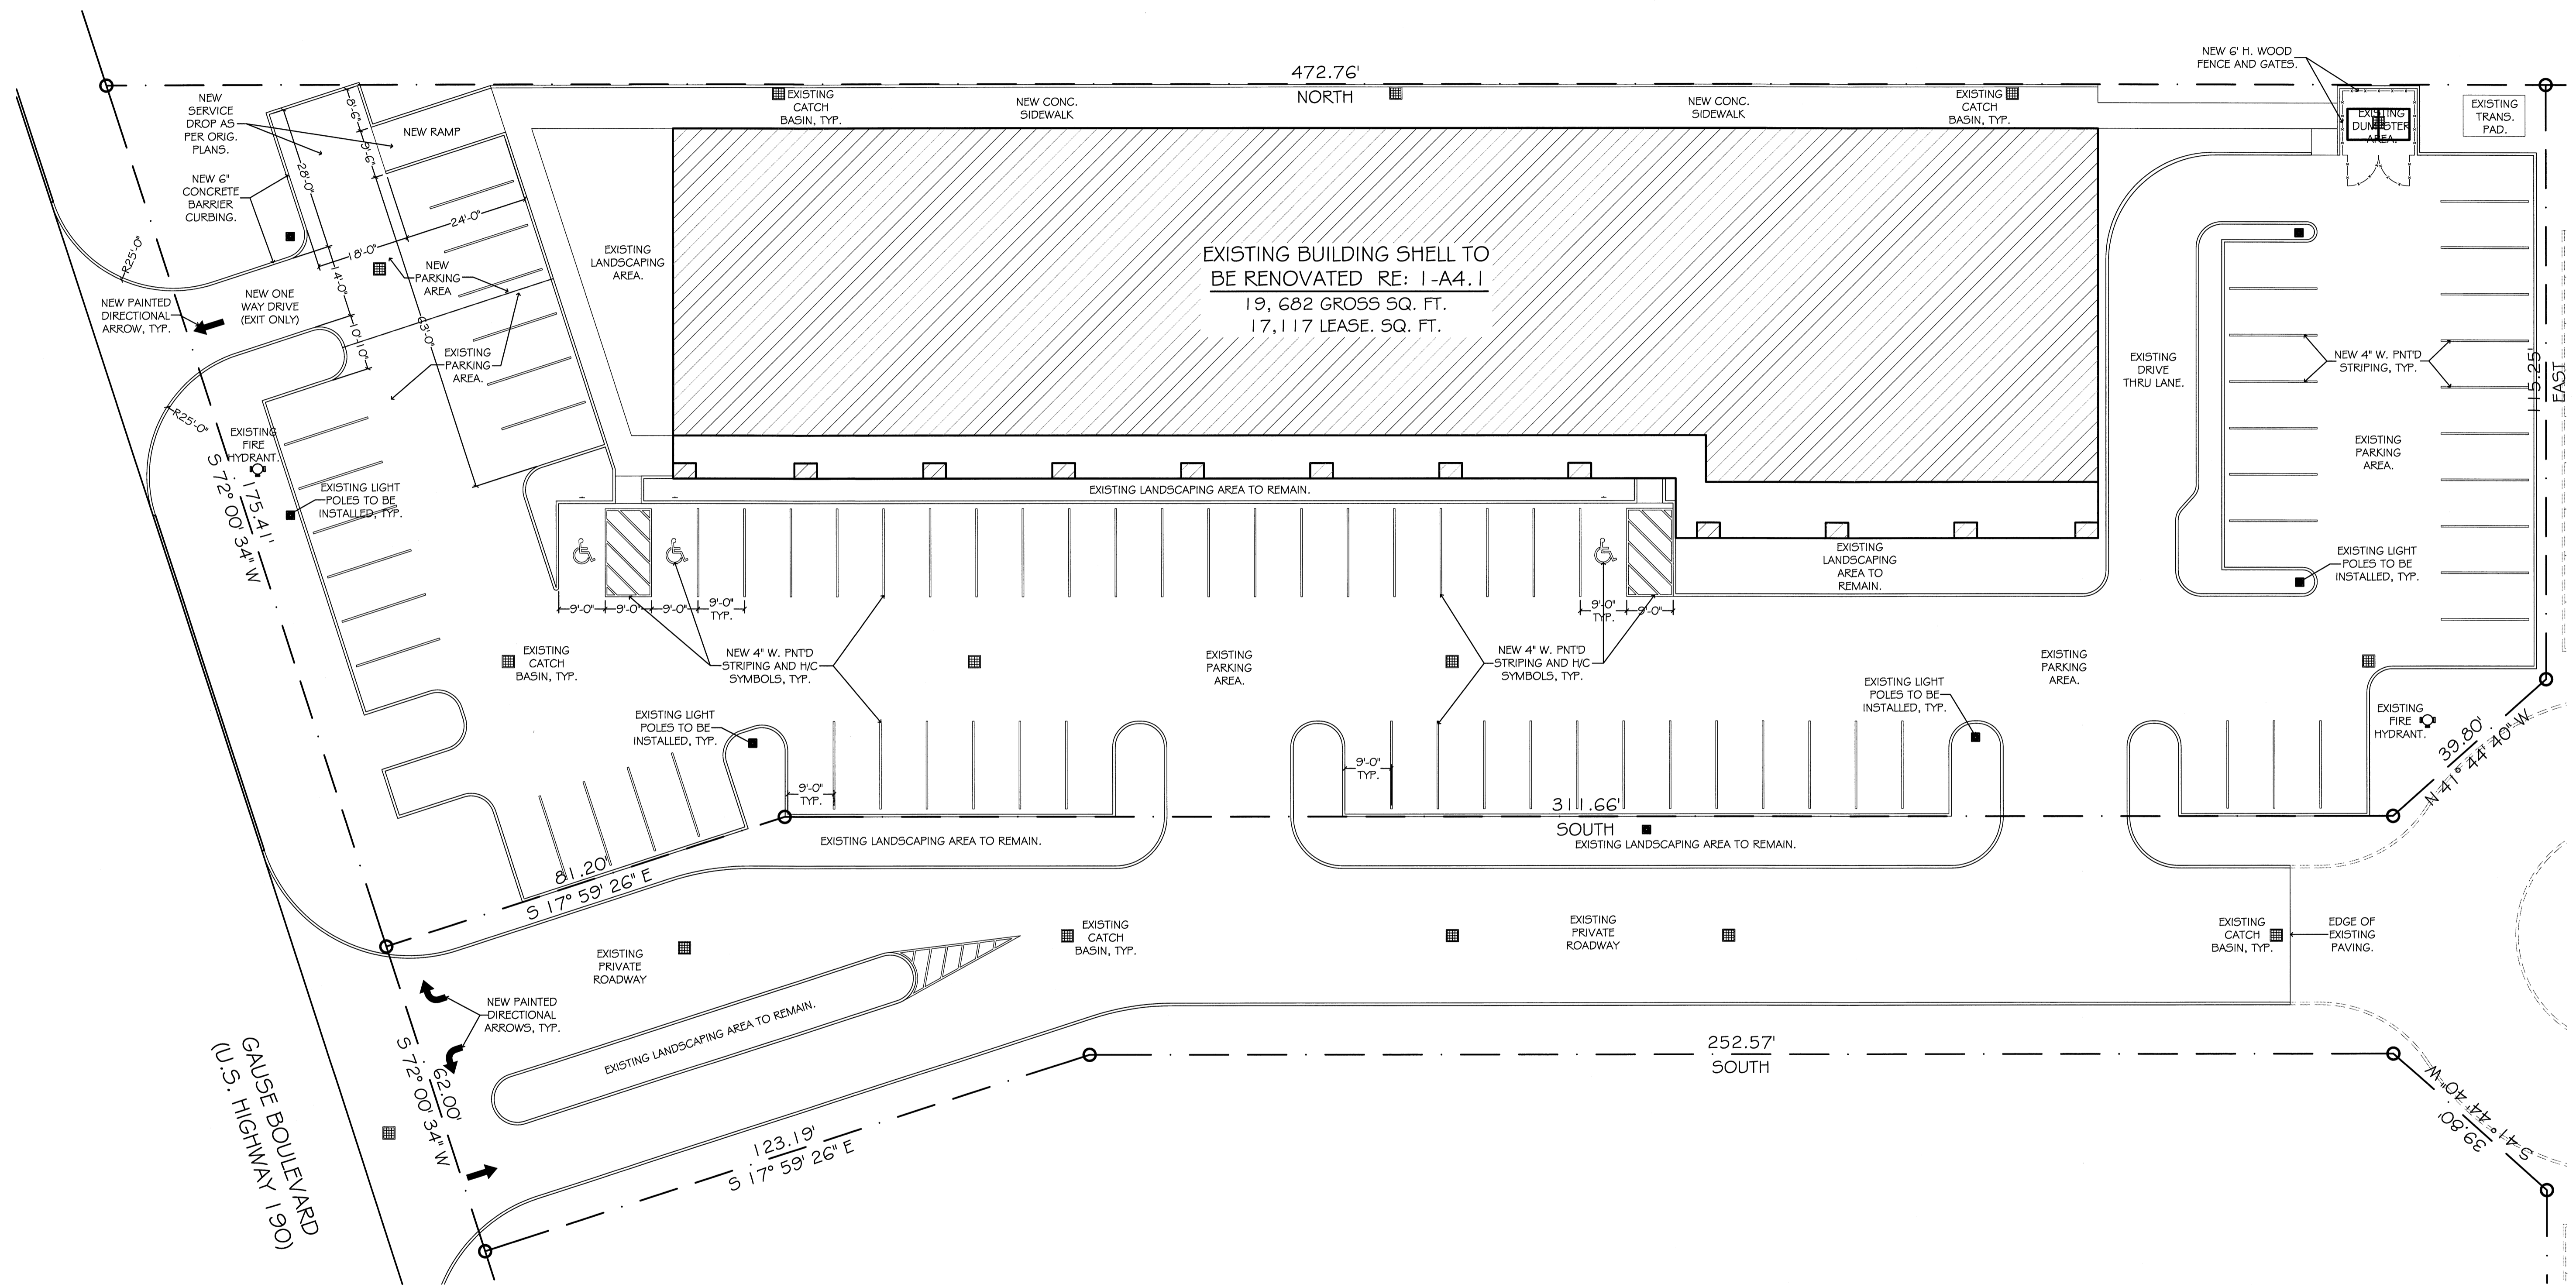 472.76'
NORTH
NEW 6' H. WOOD
FENCE AND GATES.
NEW
SERVICE
DROP AS
PER ORIG.
PLANS.
8'-6"
9'-6"
NEW RAMP
EXISTING
CATCH
BASIN, TYP.
NEW CONC.
SIDEWALK
NEW CONC.
SIDEWALK
EXISTING
CATCH
BASIN, TYP.
EXISTING
DUMPSTER
AREA.
EXISTING
TRANS.
PAD.
NEW 6"
CONCRETE
BARRIER
CURBING.
28'-0"
24'-0"
18'-0"
R25'-0"
14'-0"
NEW
PARKING
AREA
EXISTING
LANDSCAPING
AREA.
EXISTING BUILDING SHELL TO
BE RENOVATED RE: 1-A4.1
19, 682 GROSS SQ. FT.
17,117 LEASE. SQ. FT.
NEW PAINTED
DIRECTIONAL
ARROW, TYP.
NEW ONE
WAY DRIVE
(EXIT ONLY)
63'-0"
10'-10"
EXISTING
PARKING
AREA.
EXISTING
DRIVE
THRU LANE.
NEW 4" W. PNT'D
STRIPING, TYP.
115.25'
EAST
R25'-0"
EXISTING
FIRE
HYDRANT.
175.41'
S 72° 00' 34" W
EXISTING LIGHT
POLES TO BE
INSTALLED, TYP.
EXISTING
PARKING
AREA.
EXISTING LANDSCAPING AREA TO REMAIN.
EXISTING
LANDSCAPING
AREA TO
REMAIN.
EXISTING LIGHT
POLES TO BE
INSTALLED, TYP.
9'-0"
9'-0"
9'-0"
9'-0"
TYP.
9'-0"
TYP.
9'-0"
EXISTING
CATCH
BASIN, TYP.
NEW 4" W. PNT'D
STRIPING AND H/C
SYMBOLS, TYP.
EXISTING
PARKING
AREA.
NEW 4" W. PNT'D
STRIPING AND H/C
SYMBOLS, TYP.
EXISTING
PARKING
AREA.
EXISTING LIGHT
POLES TO BE
INSTALLED, TYP.
EXISTING LIGHT
POLES TO BE
INSTALLED, TYP.
EXISTING
FIRE
HYDRANT.
39.80'
N 41° 44' 40" W
9'-0"
TYP.
9'-0"
TYP.
311.66'
SOUTH
EXISTING LANDSCAPING AREA TO REMAIN.
EXISTING LANDSCAPING AREA TO REMAIN.
81.20'
S 17° 59' 26" E
EXISTING
PRIVATE
ROADWAY
EXISTING
CATCH
BASIN, TYP.
EXISTING
PRIVATE
ROADWAY
EXISTING
CATCH
BASIN, TYP.
EDGE OF
EXISTING
PAVING.
NEW PAINTED
DIRECTIONAL
ARROWS, TYP.
EXISTING LANDSCAPING AREA TO REMAIN.
62.00'
S 72° 00' 34" W
252.57'
SOUTH
GAUSE BOULEVARD
(U.S. HIGHWAY 190)
123.19'
S 17° 59' 26" E
S 41° 44' 40" W
39.80'